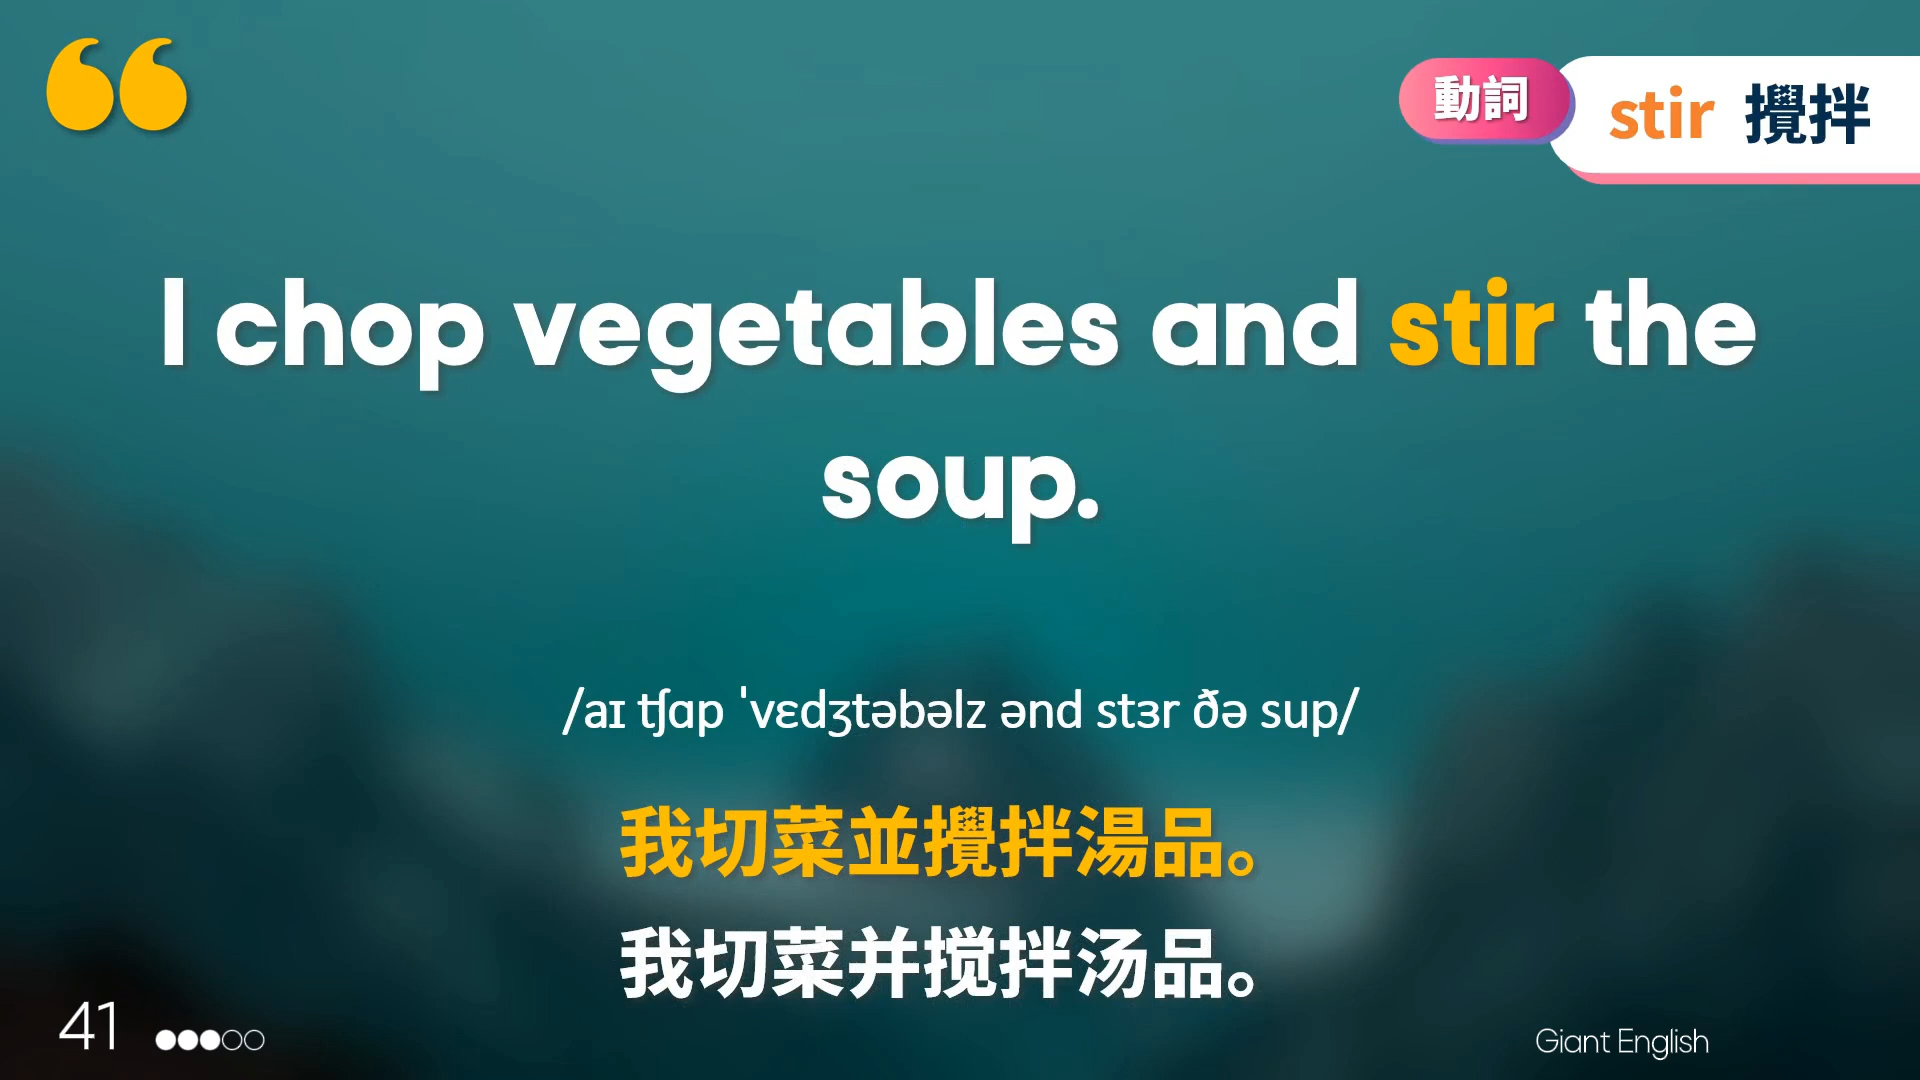 動詞
stir 攪拌
I chop vegetables and stir the
soup.
/aɪ ʧɑp ˈvɛdʒtəbəlz ənd stɜr ðə sup/
我切菜並攪拌湯品。
我切菜并搅拌汤品。
41
Giant English